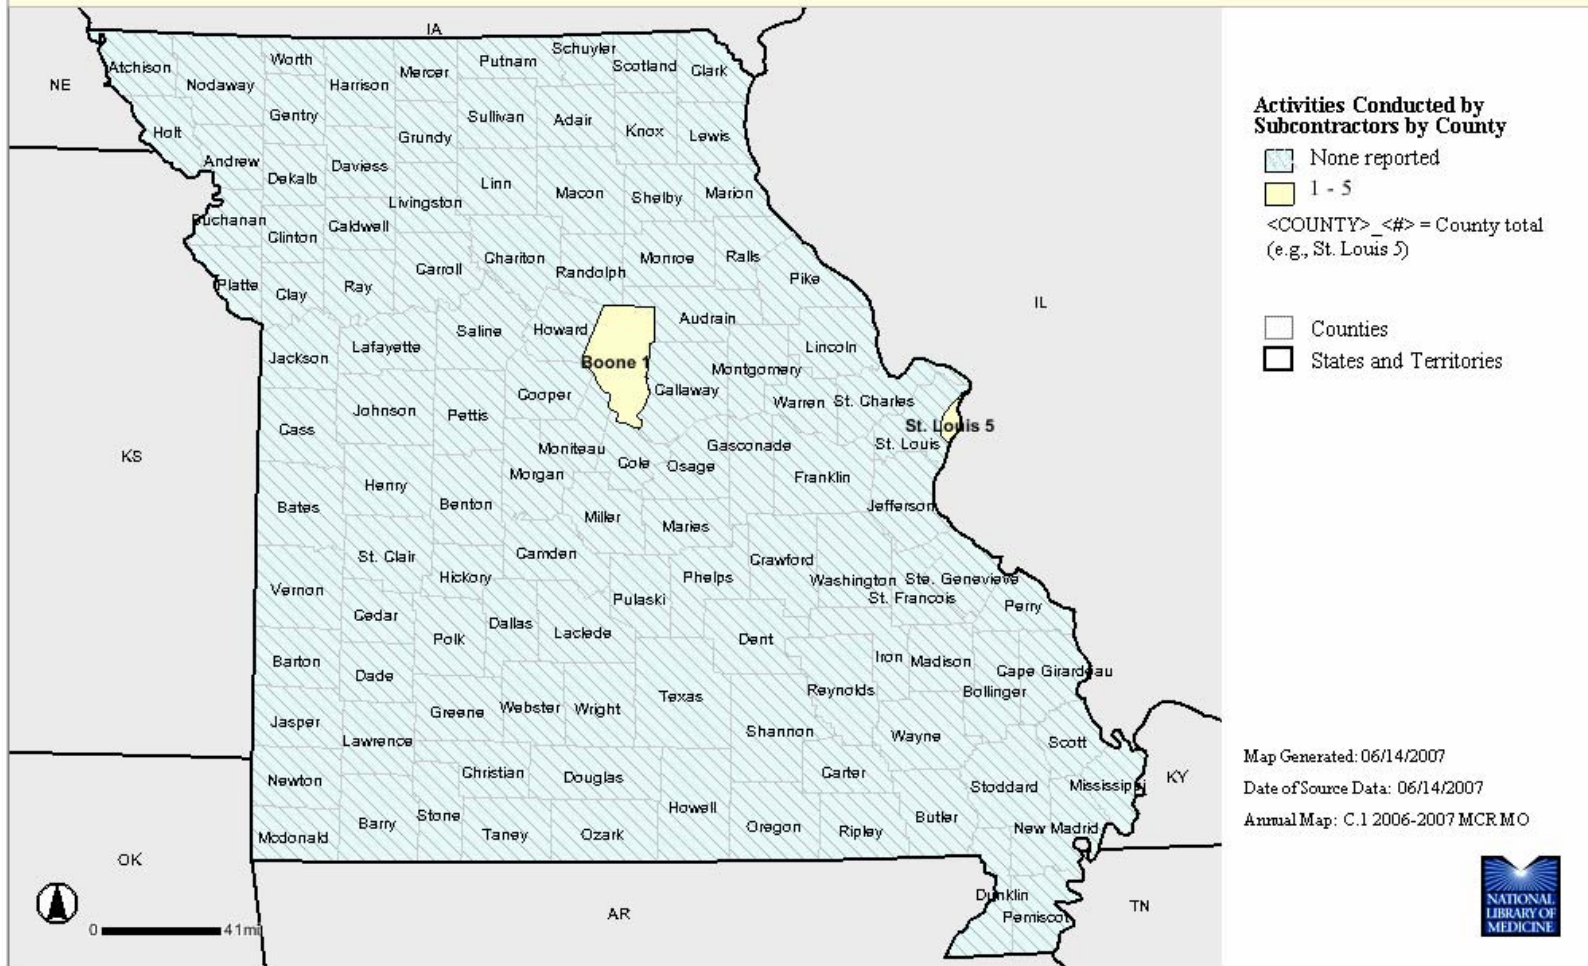 IA
Schuyler
Putnam
Worth
Atchison
Scotland
Clark
Mercer
NE
Nodaway
Harrison
Gentry
Sullivan
Adair
Holt
Grundy
Knox
Lewis
Andrew
Daviess
Dekalb
Linn
Macon
Shelby
Marion
Livingston
Buchanan
Clinton
Caldwell
Chariton
Monroe
Ralls
Carroll
Randolph
Pike
Platte
Clay
Ray
IL
Audrain
Saline
Howard
Lafayette
Lincoln
Jackson
Boone 1
Montgomery
Callaway
Cooper
Warren
St. Charles
Johnson
Pettis
St. Louis 5
Cass
St. Louis
Gasconade
Moniteau
KS
Cole
Osage
Morgan
Franklin
Henry
Benton
Bates
Jefferson
Miller
Maries
Camden
St. Clair
Crawford
Hickory
Phelps
Washington
Ste. Genevieve
Vernon
St. Francois
Pulaski
Perry
Cedar
Dallas
Laclede
Polk
Dent
Iron
Madison
Barton
Cape Girardeau
Dade
Reynolds
Bollinger
Texas
Webster
Wright
Greene
Jasper
Shannon
Wayne
Lawrence
Scott
Christian
Douglas
Carter
KY
Newton
Stoddard
Mississippi
Howell
Stone
Butler
Barry
Oregon
Ripley
New Madrid
Taney
Ozark
Mcdonald
OK
Dunklin
TN
AR
Pemiscot
0
41mi
Activities Conducted by
Subcontractors by County
None reported
1 - 5
<COUNTY>_<#> = County total
(e.g., St. Louis 5)
Counties
States and Territories
Map Generated: 06/14/2007
Date of Source Data: 06/14/2007
Annual Map: C.1 2006-2007 MCR MO
NATIONAL
LIBRARY OF
MEDICINE